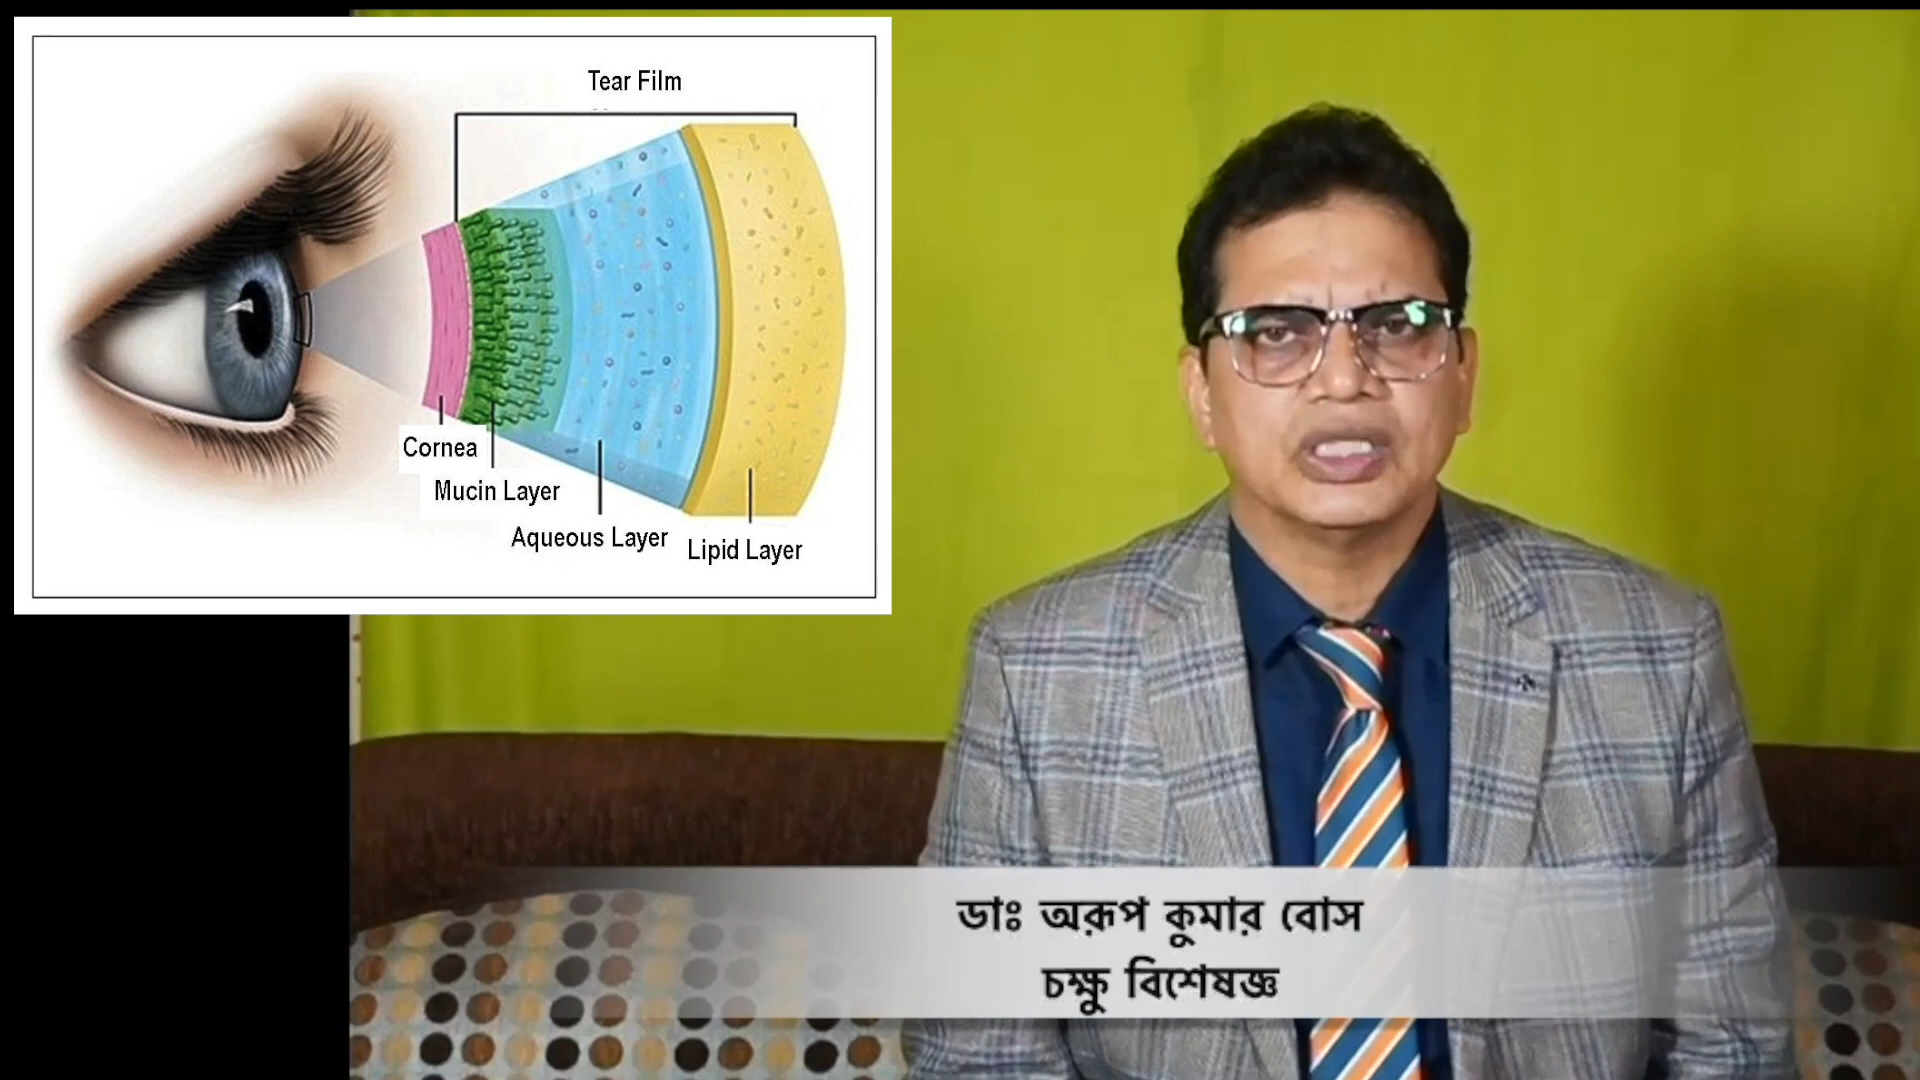 Tear Film
Cornea
Mucin Layer
Aqueous Layer
Lipid Layer
ডাঃ অরূপ কুমার বোস
চক্ষু বিশেষজ্ঞ